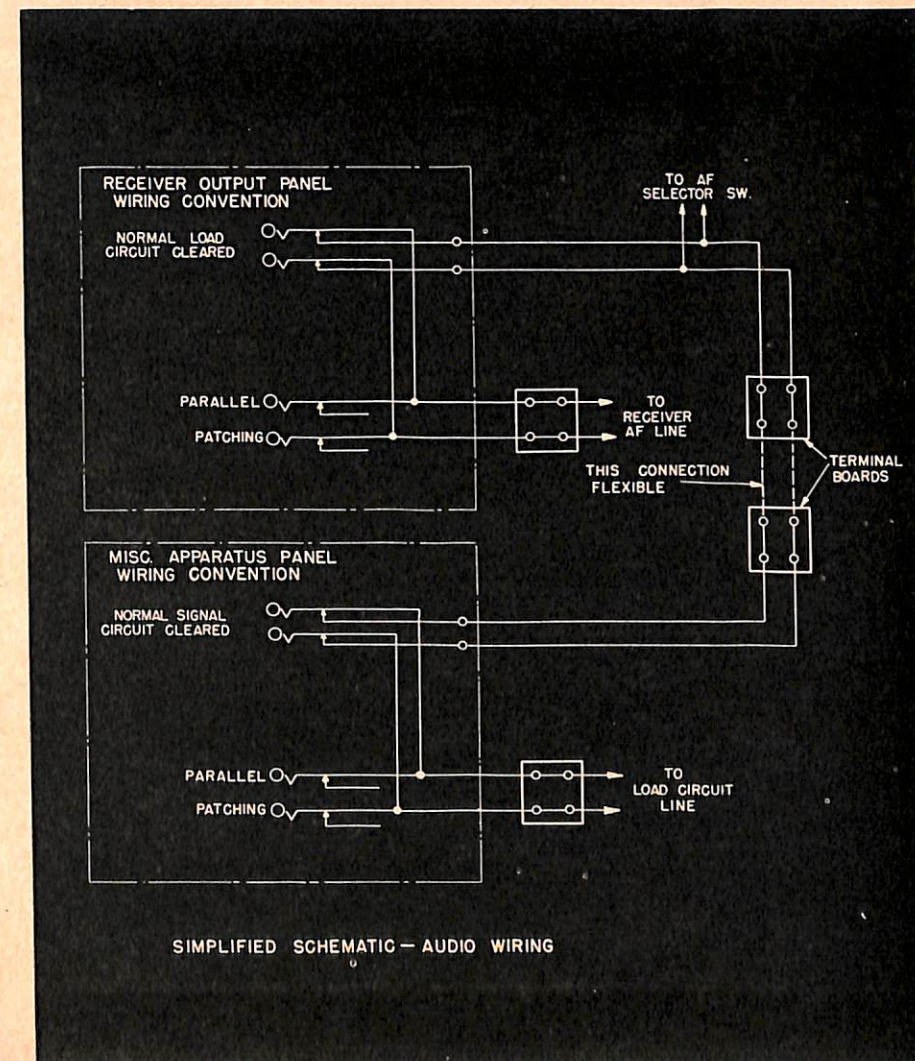 RECEIVER OUTPUT PANEL
WIRING CONVENTION
NORMAL LOAD
CIRCUIT CLEARED
TO AF
SELECTOR SW.
PARALLEL
PATCHING
TO
RECEIVER
AF LINE
THIS CONNECTION
FLEXIBLE
TERMINAL
BOARDS
MISC. APPARATUS PANEL
WIRING CONVENTION
NORMAL SIGNAL
CIRCUIT CLEARED
PARALLEL
PATCHING
TO
LOAD CIRCUIT
LINE
SIMPLIFIED SCHEMATIC — AUDIO WIRING